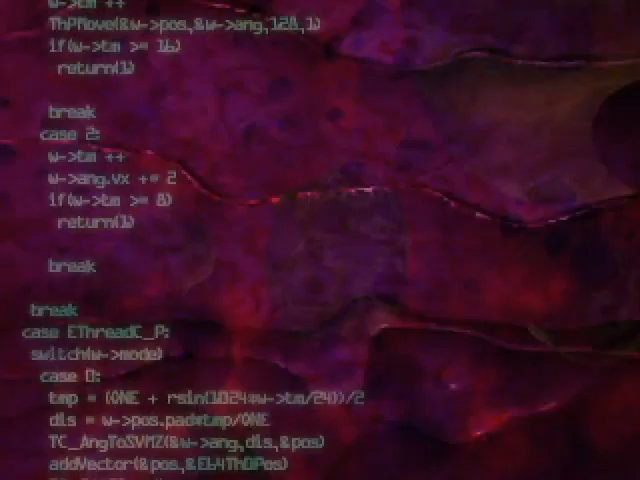 w->tm ++
ThPMove(&w->pos,&w->ang,128,1)
if(w->tm >= 16)
return(1)
break
case 2:
w->tm ++
w->ang.vx += 2
if(w->tm >= 8)
return(1)
break
break
case EThreadC_P:
switch(w->mode)
case 0:
tmp = (ONE + rsin(1024*w->tm/24))/2
dis = w->pos.pad*tmp/ONE
TC_AngToSVMZ(&w->ang,dis,&pos)
addVector(&pos,&Eb4Th0Pos)